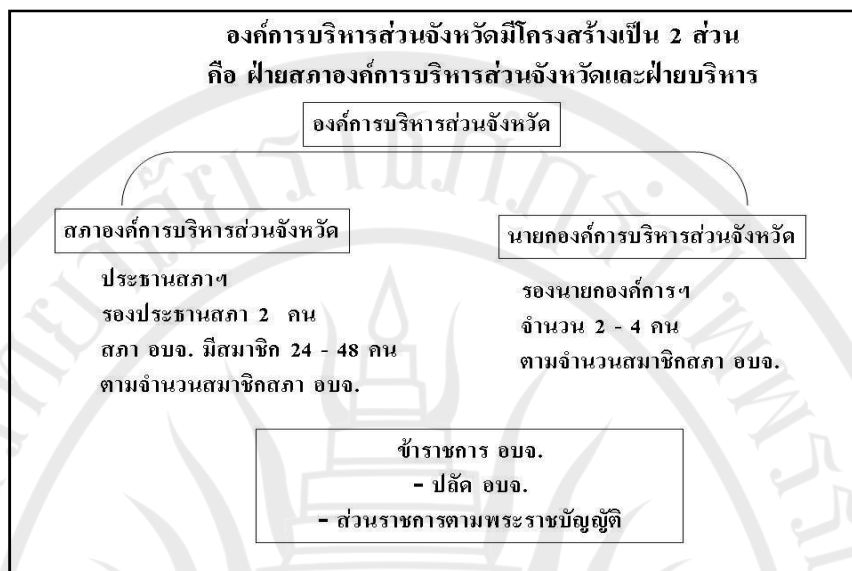 องค์การบริหารส่วนจังหวัดมีโครงสร้างเป็น 2 ส่วน
คือ ฝ่ายสภาองค์การบริหารส่วนจังหวัดและฝ่ายบริหาร
องค์การบริหารส่วนจังหวัด
สภาองค์การบริหารส่วนจังหวัด
ประธานสภาฯ
รองประธานสภา 2 คน
สภา อบจ. มีสมาชิก 24 - 48 คน
ตามจำนวนสมาชิกสภา อบจ.
นายกองค์การบริหารส่วนจังหวัด
รองนายกองค์การฯ
จำนวน 2 - 4 คน
ตามจำนวนสมาชิกสภา อบจ.
ข้าราชการ อบจ.
- ปลัด อบจ.
- ส่วนราชการตามพระราชบัญญัติ